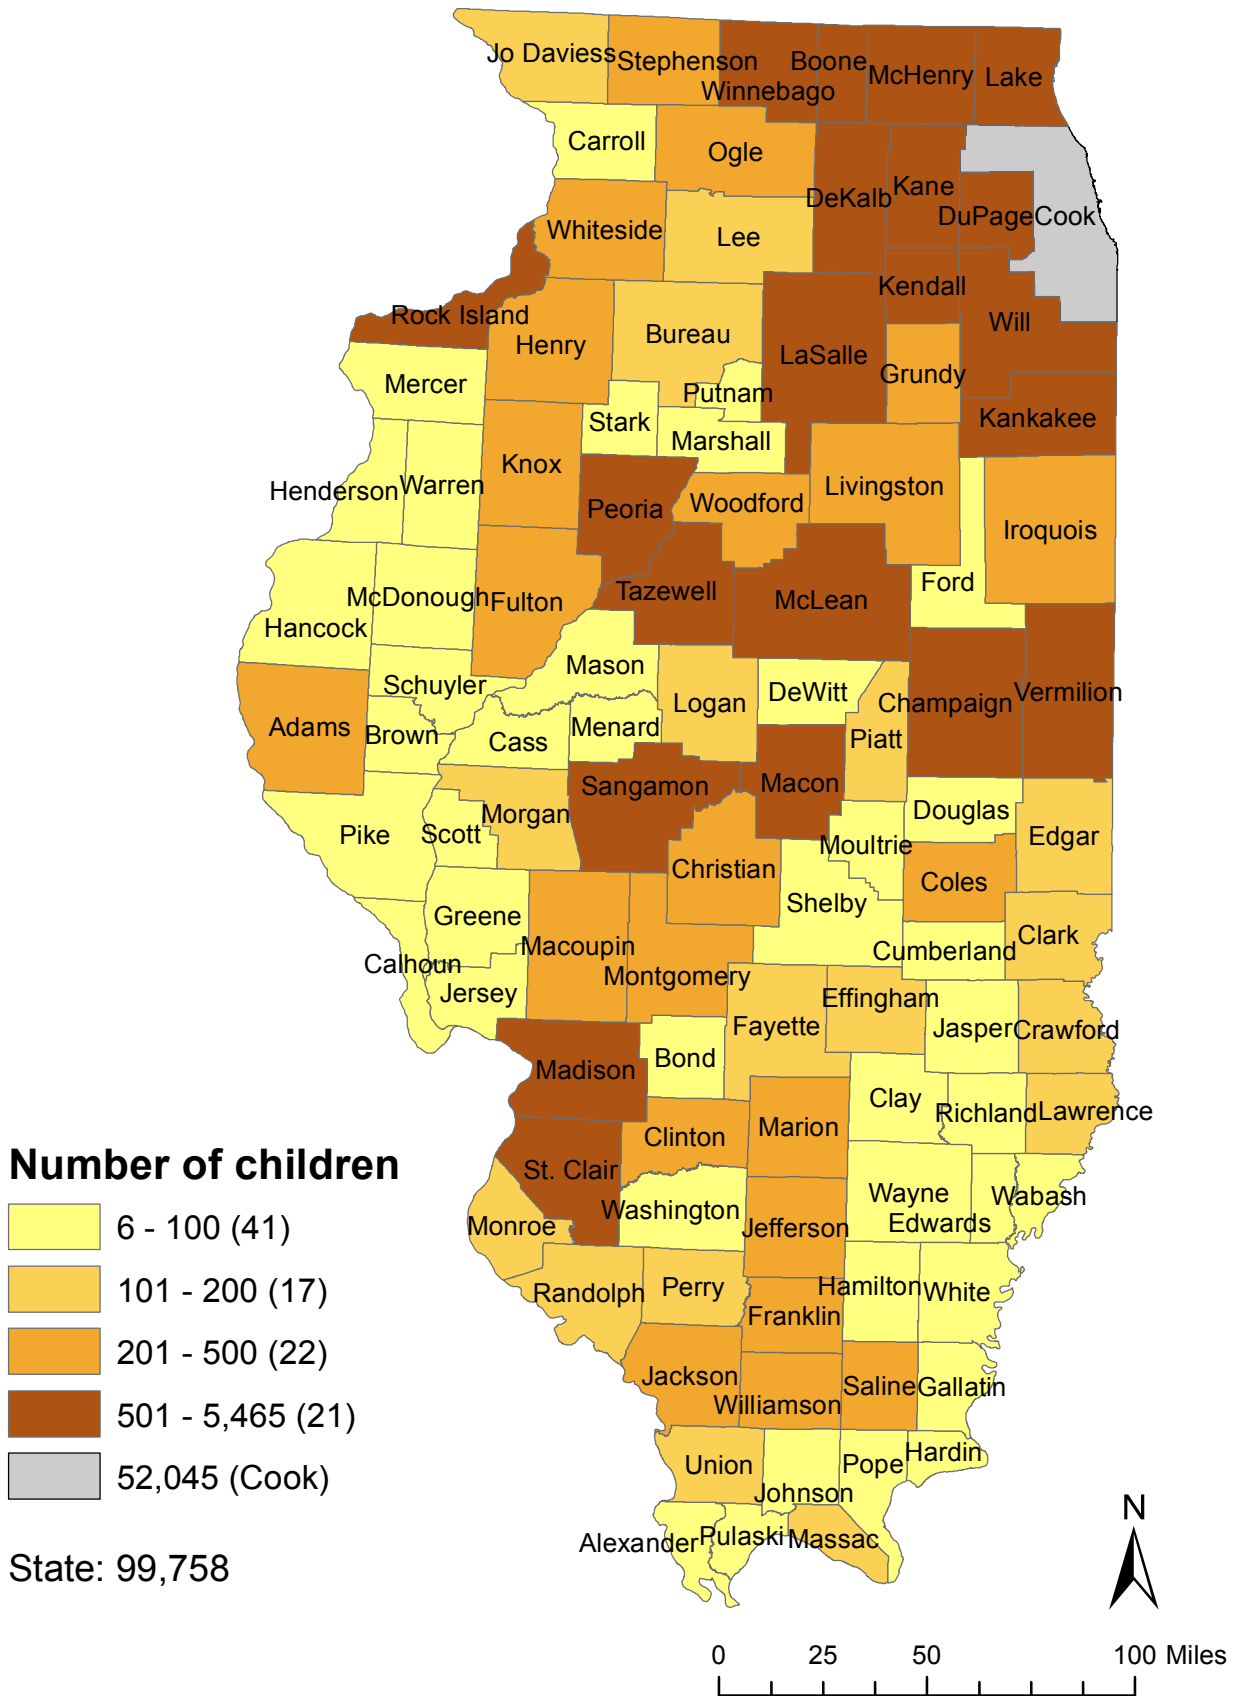 Jo Daviess
Stephenson
Winnebago
Boone
McHenry
Lake
Carroll
Ogle
DeKalb
Kane
DuPage
Cook
Whiteside
Lee
Rock Island
Henry
Bureau
LaSalle
Kendall
Will
Grundy
Mercer
Putnam
Stark
Marshall
Kankakee
Henderson
Warren
Knox
Peoria
Woodford
Livingston
Iroquois
Ford
Hancock
McDonough
Fulton
Tazewell
McLean
Schuyler
Mason
Logan
DeWitt
Champaign
Vermilion
Adams
Brown
Cass
Menard
Piatt
Sangamon
Macon
Pike
Scott
Morgan
Christian
Moultrie
Douglas
Edgar
Coles
Shelby
Greene
Macoupin
Montgomery
Cumberland
Clark
Calhoun
Jersey
Effingham
Fayette
Jasper
Crawford
Madison
Bond
Clay
Richland
Lawrence
Clinton
Marion
St. Clair
Washington
Wayne
Edwards
Wabash
Monroe
Jefferson
Randolph
Perry
Hamilton
White
Franklin
Jackson
Williamson
Saline
Gallatin
Union
Johnson
Pope
Hardin
Alexander
Pulaski
Massac
Number of children
6 - 100 (41)
101 - 200 (17)
201 - 500 (22)
501 - 5,465 (21)
52,045 (Cook)
State: 99,758
N
0 25 50 100 Miles